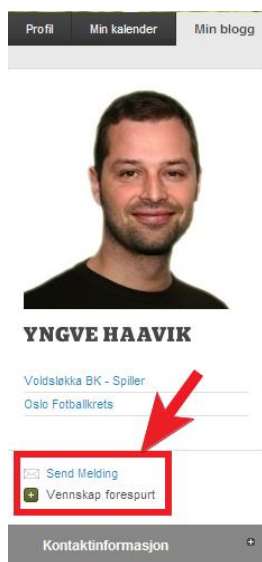 Profil Min kalender Min blogg
YNGVE HAAVIK
Voldsløkka BK - Spiller
Oslo Fotballkrets
Send Melding
Vennskap forespurt
Kontaktinformasjon